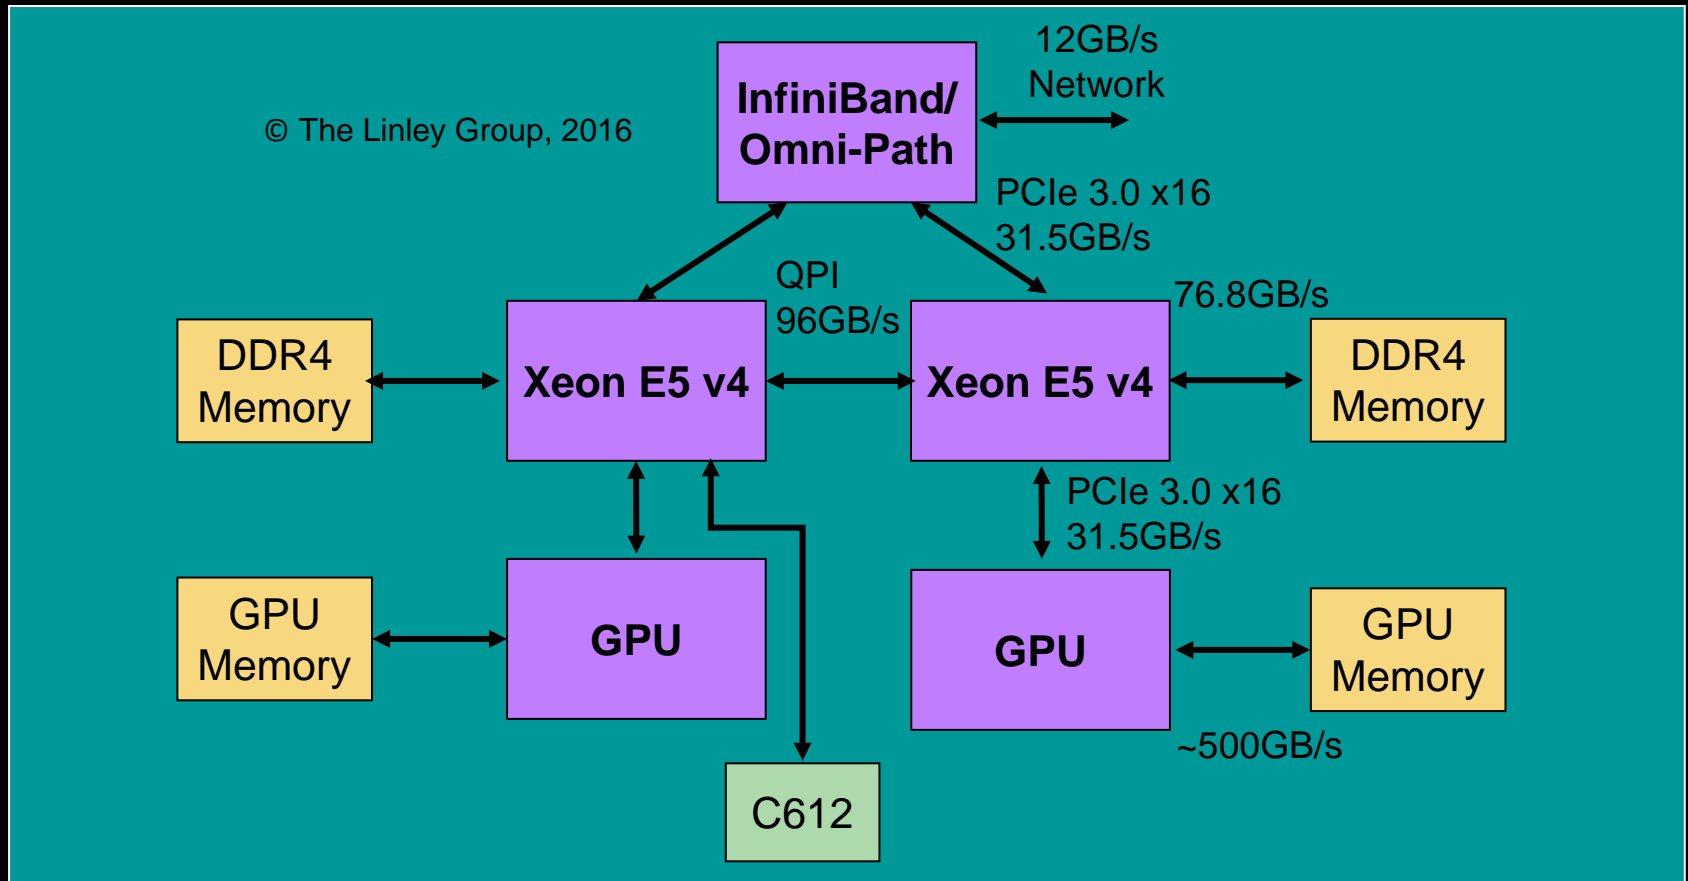 12GB/s
Network
InfiniBand/
Omni-Path
© The Linley Group, 2016
PCIe 3.0 x16
31.5GB/s
QPI
96GB/s
76.8GB/s
DDR4
Memory
Xeon E5 v4
Xeon E5 v4
DDR4
Memory
PCIe 3.0 x16
31.5GB/s
GPU
Memory
GPU
GPU
GPU
Memory
~500GB/s
C612